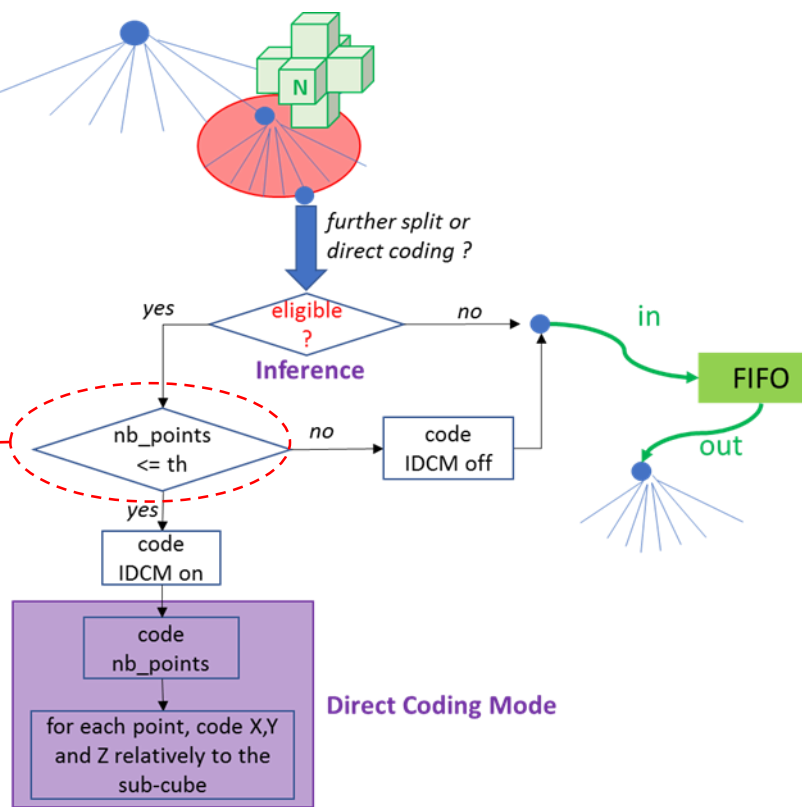 N
further split or
direct coding ?
yes
eligible
?
no
Inference
in
FIFO
out
nb_points
<= th
no
code
IDCM off
yes
code
IDCM on
code
nb_points
Direct Coding Mode
for each point, code X,Y
and Z relatively to the
sub-cube